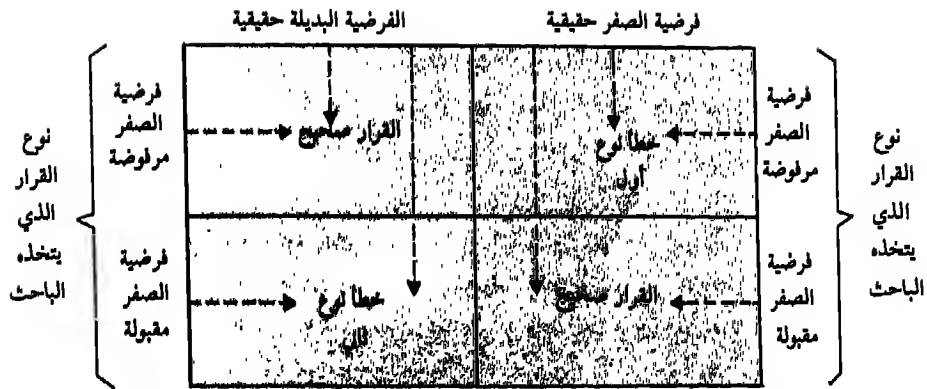 فرضية الصفر حقيقية
الفرضية البديلة حقيقية
نوع
القرار
الذي
يتخذه
الباحث
فرضية
الصفر
مرفوضة
خطأ نوع
أول
القرار صحيح
فرضية
الصفر
مرفوضة
فرضية
الصفر
مقبولة
القرار صحيح
خطأ نوع
ثاني
فرضية
الصفر
مقبولة
نوع
القرار
الذي
يتخذه
الباحث